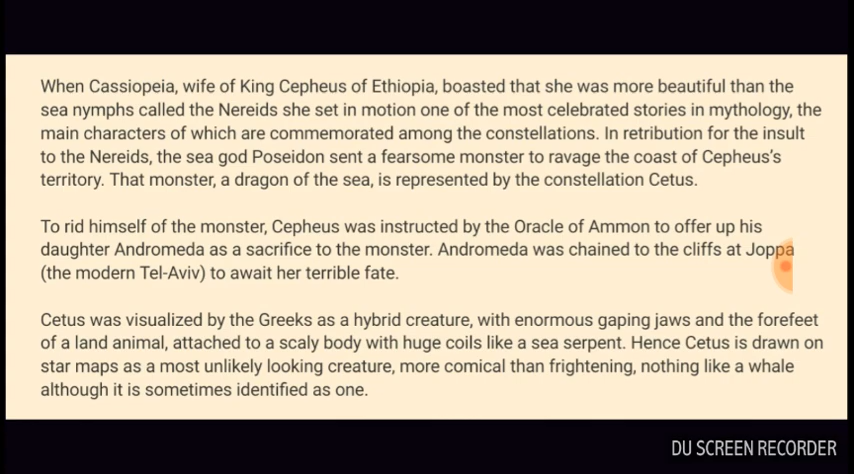 When Cassiopeia, wife of King Cepheus of Ethiopia, boasted that she was more beautiful than the
sea nymphs called the Nereids she set in motion one of the most celebrated stories in mythology, the
main characters of which are commemorated among the constellations. In retribution for the insult
to the Nereids, the sea god Poseidon sent a fearsome monster to ravage the coast of Cepheus's
territory. That monster, a dragon of the sea, is represented by the constellation Cetus.
To rid himself of the monster, Cepheus was instructed by the Oracle of Ammon to offer up his
daughter Andromeda as a sacrifice to the monster. Andromeda was chained to the cliffs at Joppa
(the modern Tel-Aviv) to await her terrible fate.
Cetus was visualized by the Greeks as a hybrid creature, with enormous gaping jaws and the forefeet
of a land animal, attached to a scaly body with huge coils like a sea serpent. Hence Cetus is drawn on
star maps as a most unlikely looking creature, more comical than frightening, nothing like a whale
although it is sometimes identified as one.
DU SCREEN RECORDER